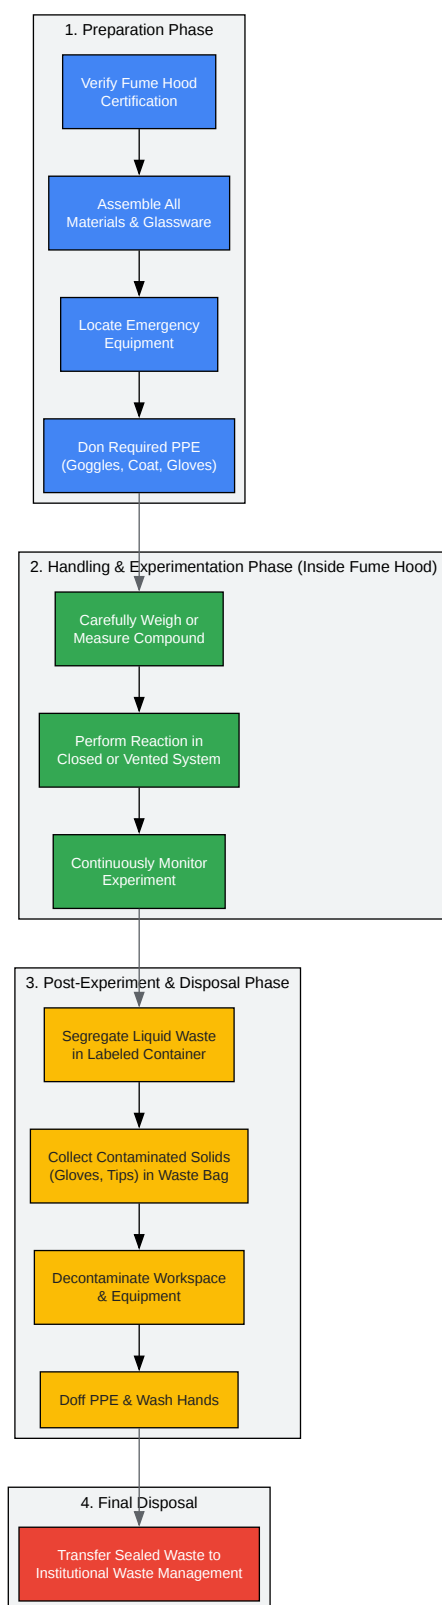 1. Preparation Phase
Verify Fume Hood
Certification
Assemble All
Materials & Glassware
Locate Emergency
Equipment
Don Required PPE
(Goggles, Coat, Gloves)
2. Handling & Experimentation Phase (Inside Fume Hood)
Carefully Weigh or
Measure Compound
Perform Reaction in
Closed or Vented System
Continuously Monitor
Experiment
3. Post-Experiment & Disposal Phase
Segregate Liquid Waste
in Labeled Container
Collect Contaminated Solids
(Gloves, Tips) in Waste Bag
Decontaminate Workspace
& Equipment
Doff PPE & Wash Hands
4. Final Disposal
Transfer Sealed Waste to
Institutional Waste Management